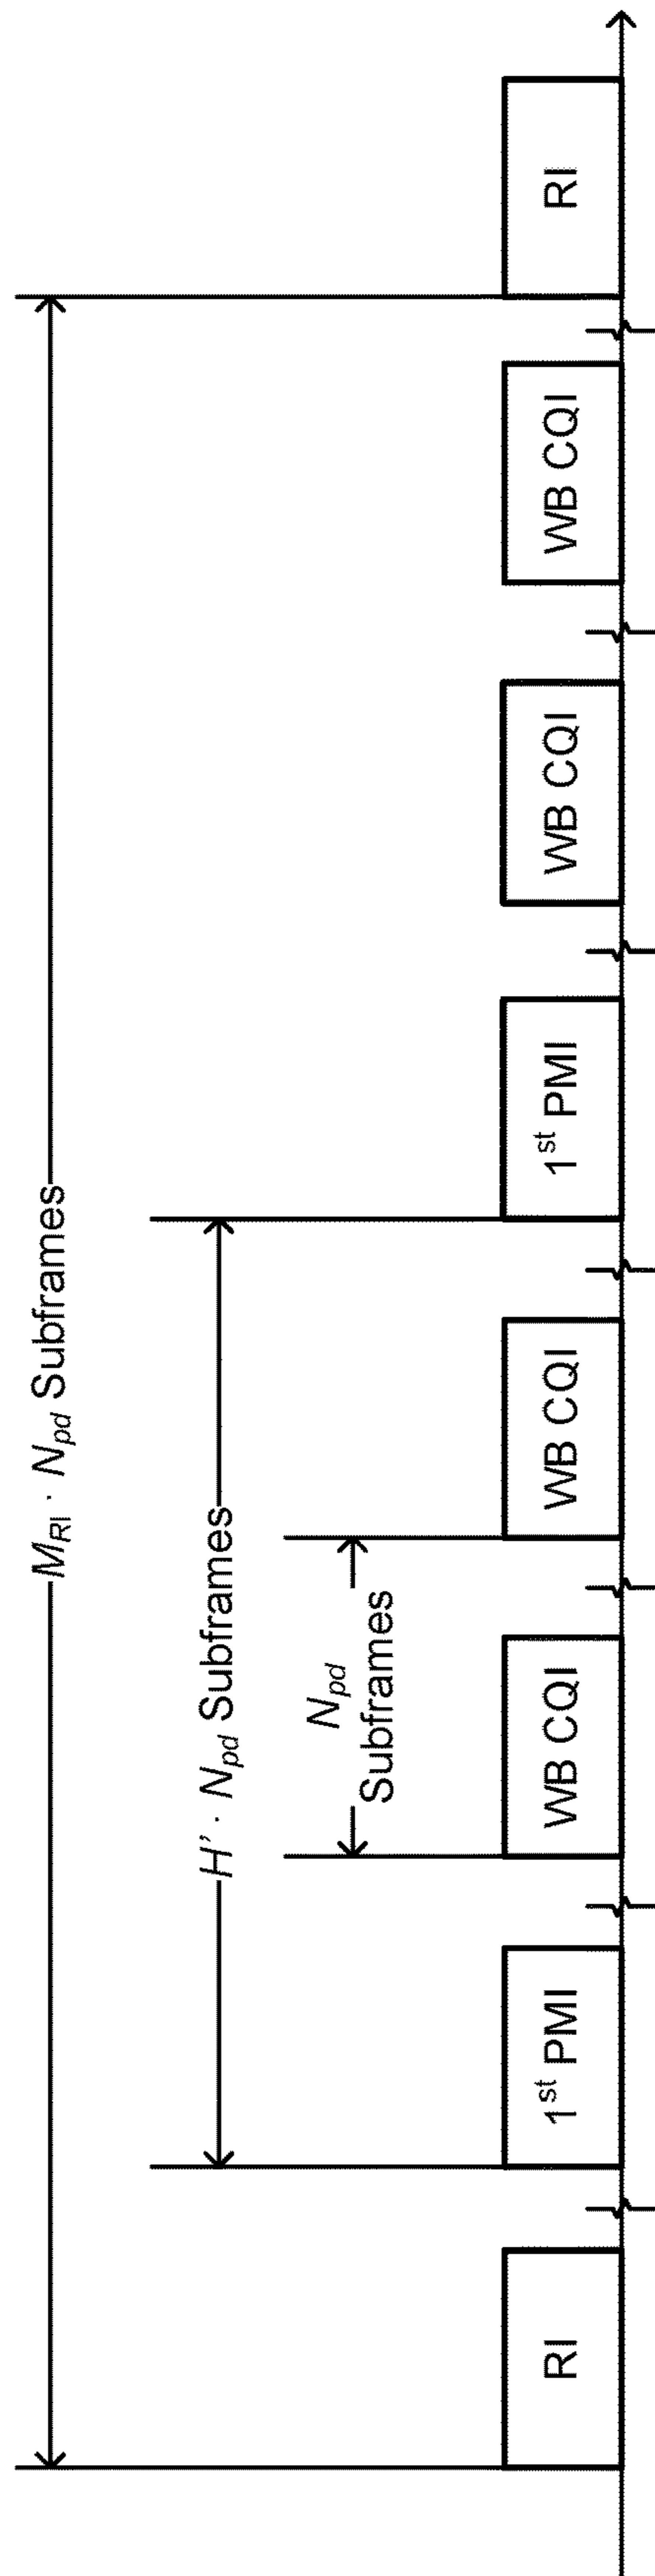 M_RI · N_pd Subframes
H' · N_pd Subframes
N_pd
Subframes
RI
1st PMI
WB CQI
WB CQI
1st PMI
WB CQI
WB CQI
RI